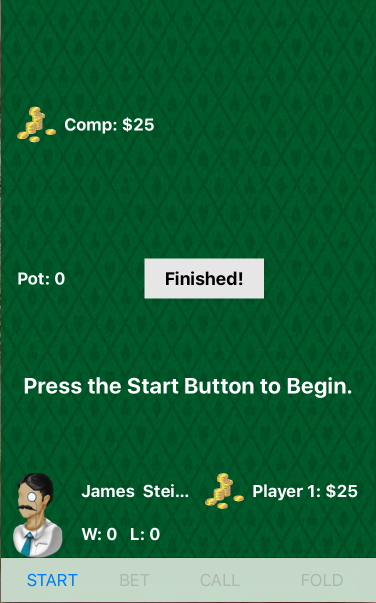 Comp: $25
Pot: 0
Finished!
Press the Start Button to Begin.
James Stei...
Player 1: $25
W: 0 L: 0
START BET CALL FOLD